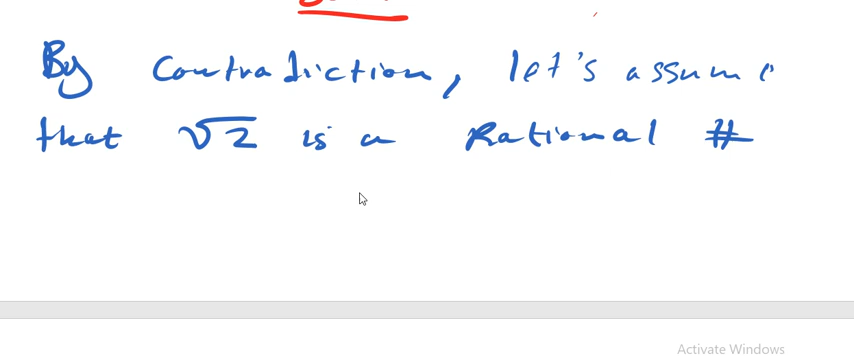 By Contradiction, let's assume
that √2 is a Rational #
Activate Windows